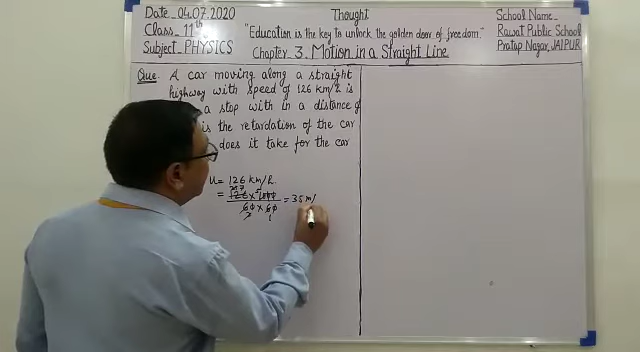 Date 04.07.2020
Class - 11th
Subject PHYSICS
Thought
"Education is the key to unlock the golden door of freedom."
Chapter 3. Motion in a Straight Line
School Name-
Rawat Public School
Pratap Nagar, JAIPUR
Que. A car moving along a straight
highway with speed of 126 km/h is
a stop with in a distance of
is the retardation of the car
does it take for the car
u = 126 km/h.
= 35 m/